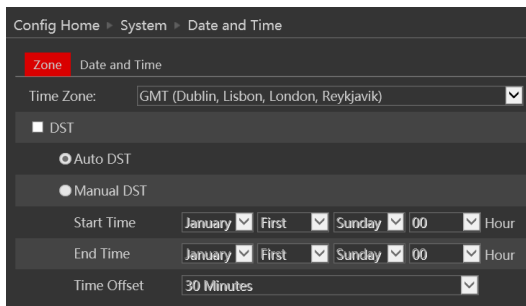 Config Home ▸ System ▸ Date and Time
Zone Date and Time
Time Zone: GMT (Dublin, Lisbon, London, Reykjavik)
DST
Auto DST
Manual DST
Start Time January First Sunday 00 Hour
End Time January First Sunday 00 Hour
Time Offset 30 Minutes